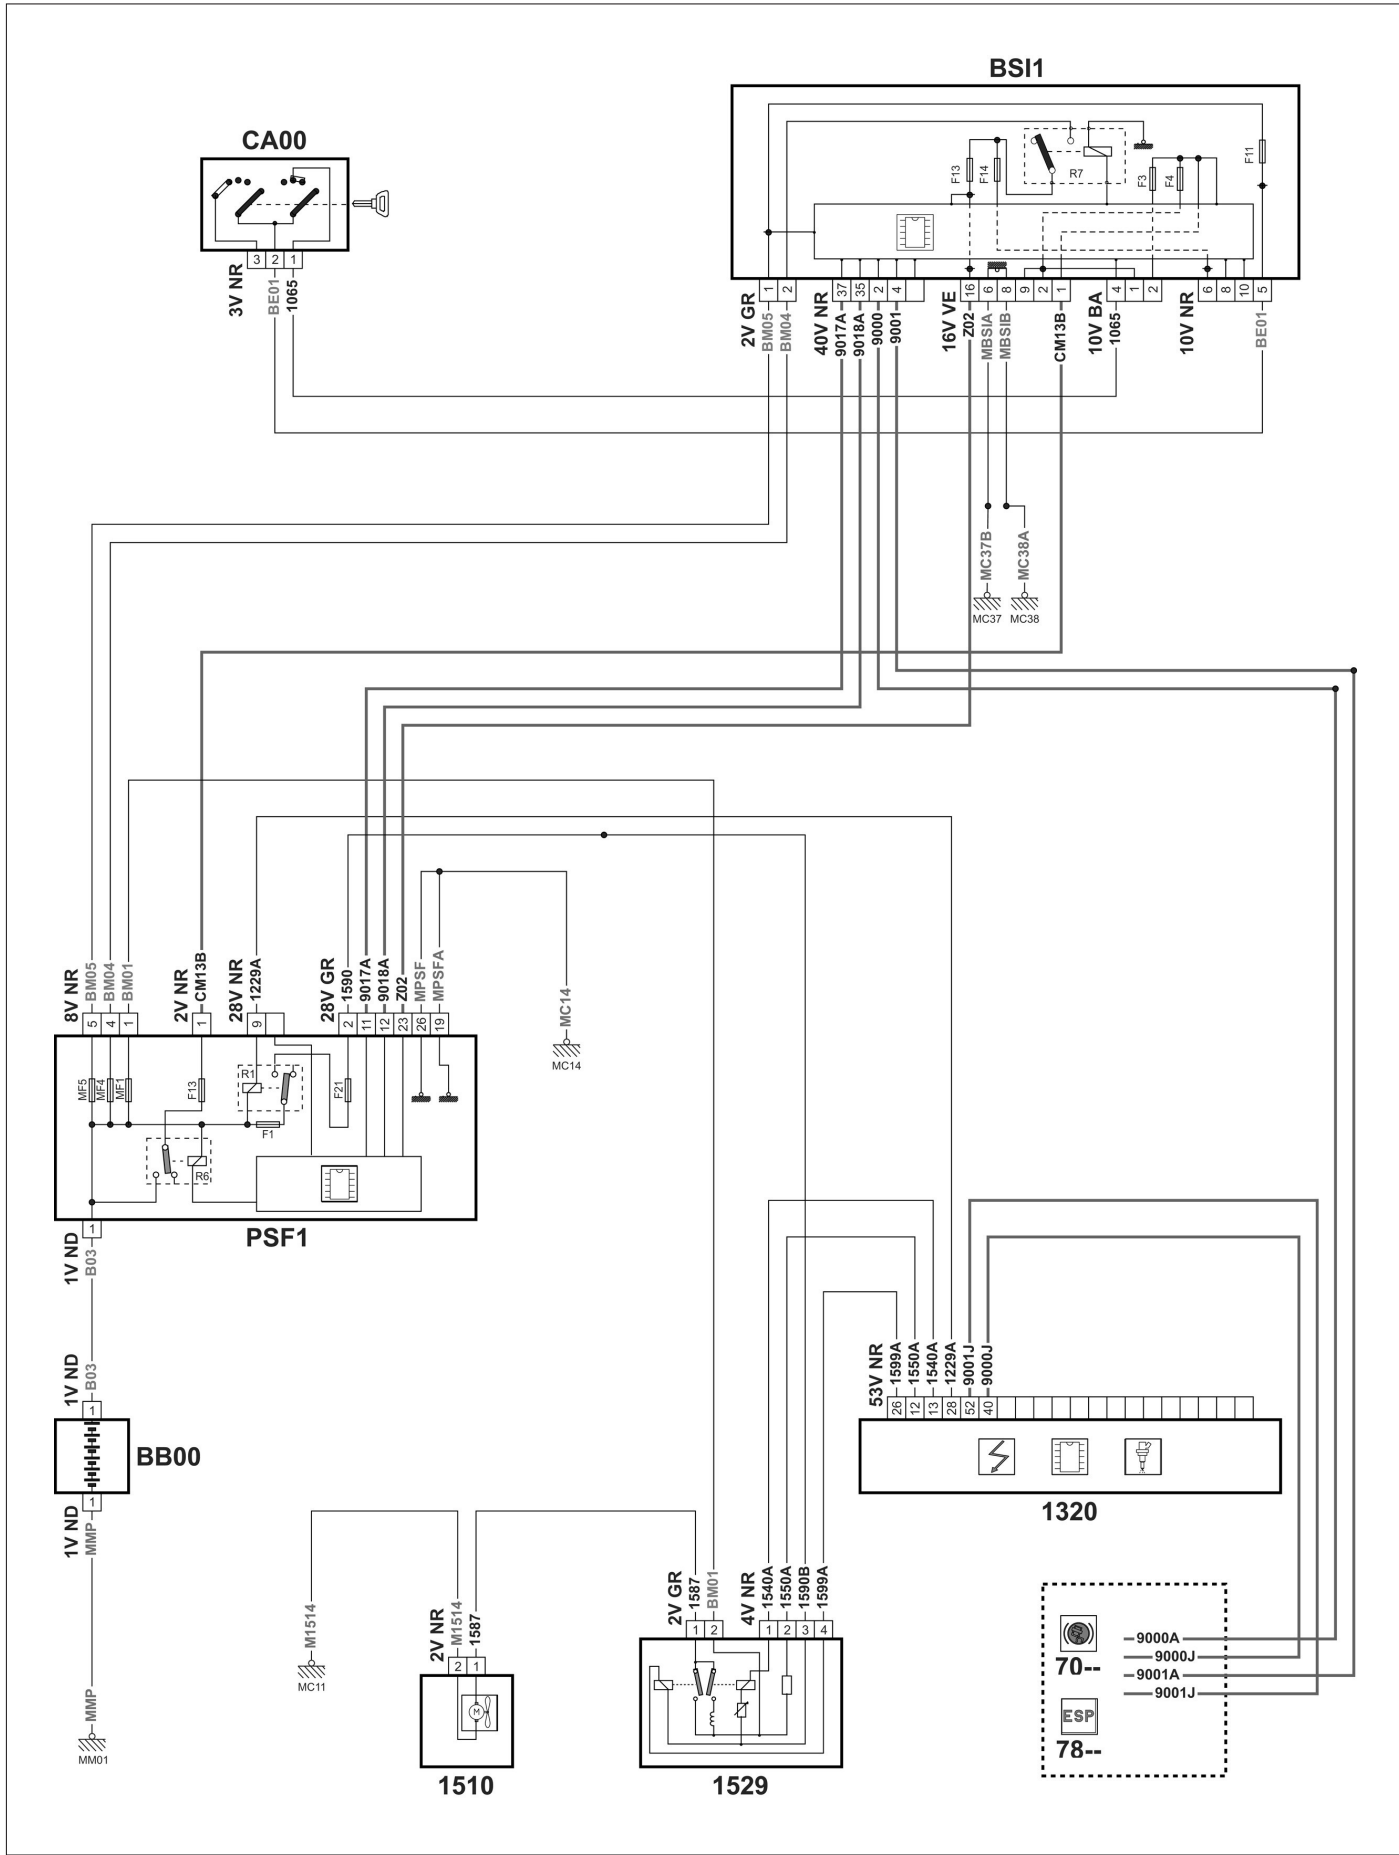 BSI1
CA00
F13
F14
R7
F3
F4
F11
3 2 1
3V NR
BE01
1065
1 2
37 35 2 4
16 6 8 9 2 1
4 1 2
6 8 10 5
2V GR
BM05
BM04
40V NR
9017A
9018A
9000
9001
16V VE
Z02
MBSIA
MBSIB
CM13B
10V BA
1065
10V NR
BE01
MC37B
MC38A
MC37
MC38
8V NR
BM05
BM04
BM01
2V NR
CM13B
28V NR
1229A
28V GR
1590
9017A
9018A
Z02
MPSF
MPSFA
MC14
MC14
5 4 1
1
9
2 11 12 23 26 19
MF5
MF4
MF1
F13
R1
F21
F1
R6
PSF1
1
1V ND
B03
1V ND
B03
1
BB00
1
1V ND
MMP
MMP
MM01
53V NR
1599A
1550A
1540A
1229A
9001J
9000J
26 12 13 28 52 40
1320
M1514
MC11
2V NR
M1514
1587
2 1
M
1510
2V GR
1587
BM01
4V NR
1540A
1550A
1590B
1599A
1 2
1 2 3 4
1529
9000A
9000J
70--
9001A
9001J
ESP
78--